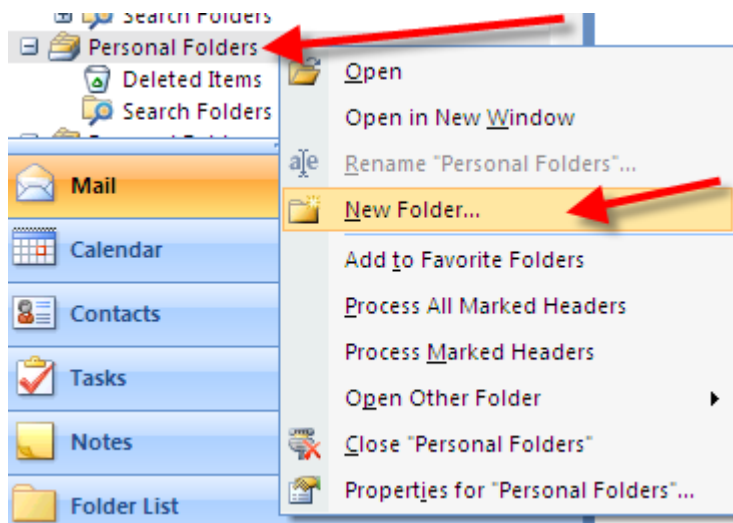 Search Folders
Personal Folders
Deleted Items
Search Folders
Mail
Calendar
Contacts
Tasks
Notes
Folder List
Open
Open in New Window
Rename "Personal Folders"...
New Folder...
Add to Favorite Folders
Process All Marked Headers
Process Marked Headers
Open Other Folder
Close "Personal Folders"
Properties for "Personal Folders"...